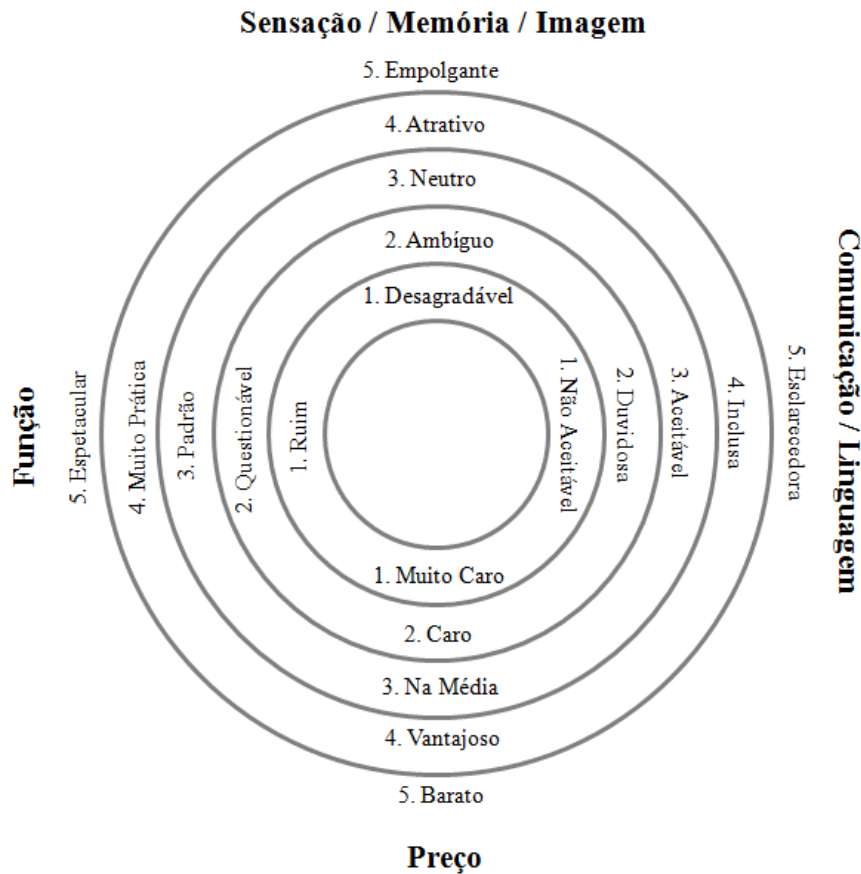 Sensação / Memória / Imagem
5. Empolgante
4. Atrativo
3. Neutro
2. Ambíguo
1. Desagradável
Função
5. Espetacular
4. Muito Prática
3. Padrão
2. Questionável
1. Ruim
1. Não Aceitável
2. Duvidosa
3. Aceitável
4. Inclusa
5. Esclarecedora
Comunicação / Linguagem
1. Muito Caro
2. Caro
3. Na Média
4. Vantajoso
5. Barato
Preço